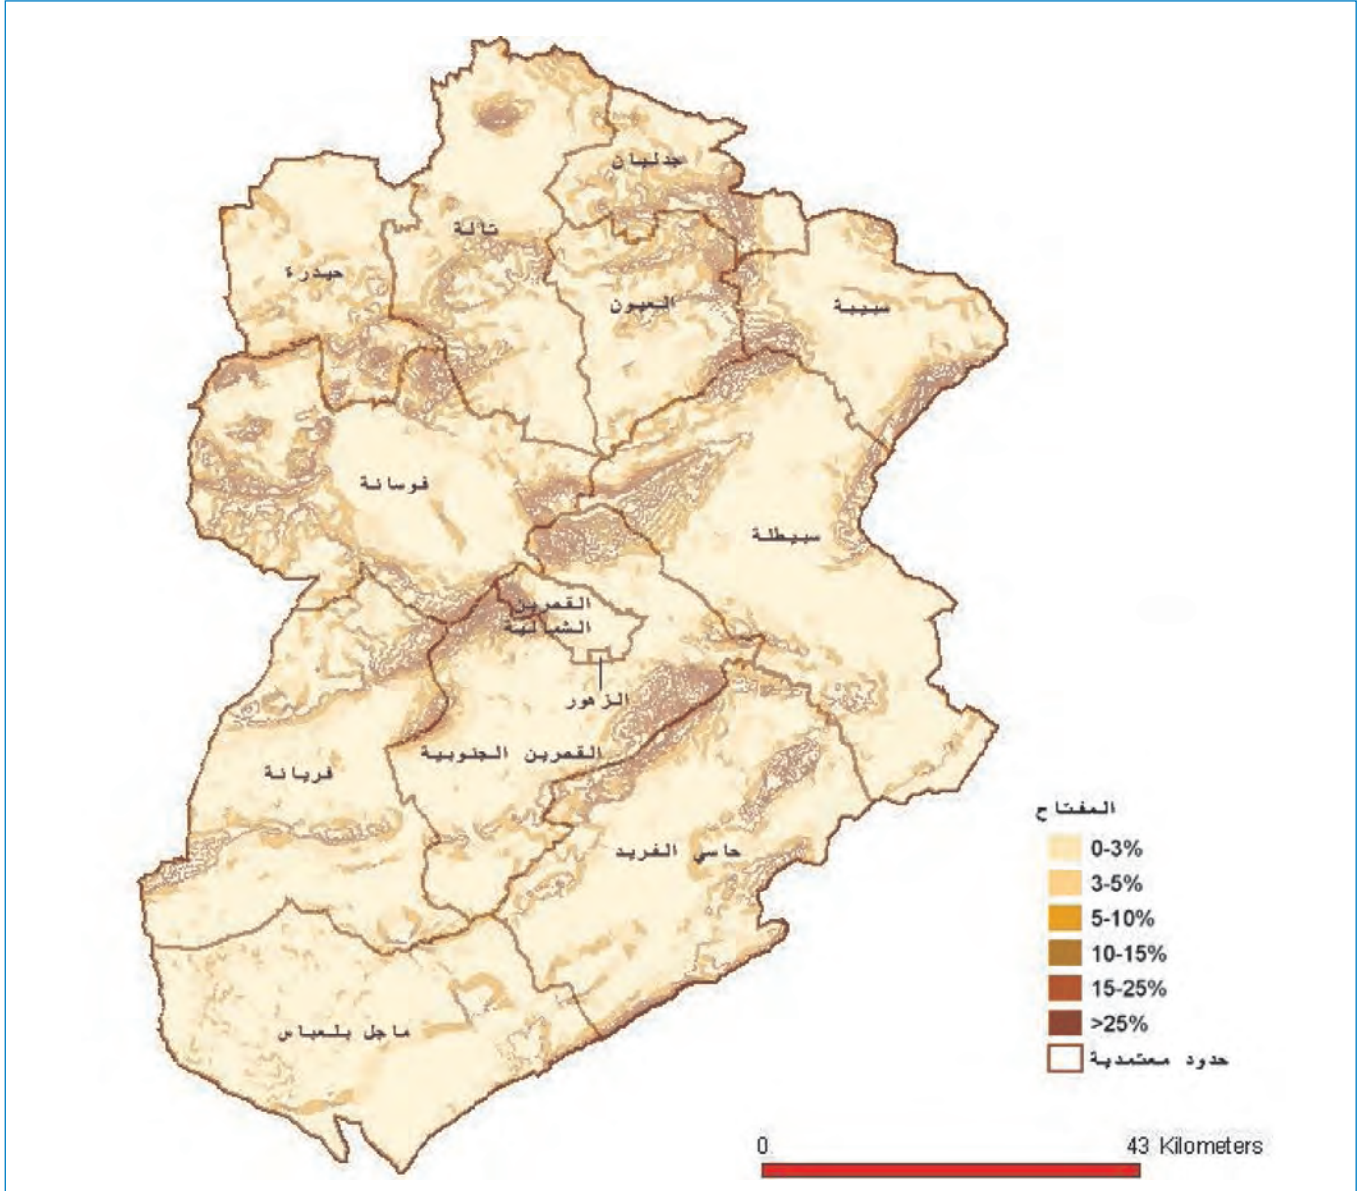 جدليان
تالة
حيدرة
العيون
سبيبة
فوسانة
سبيطلة
القصرين
الشمالية
الزهور
القصرين الجنوبية
فريانة
حاسي الفريد
ماجل بلعباس
المفتاح
0-3%
3-5%
5-10%
10-15%
15-25%
>25%
حدود معتمدية
0
43 Kilometers